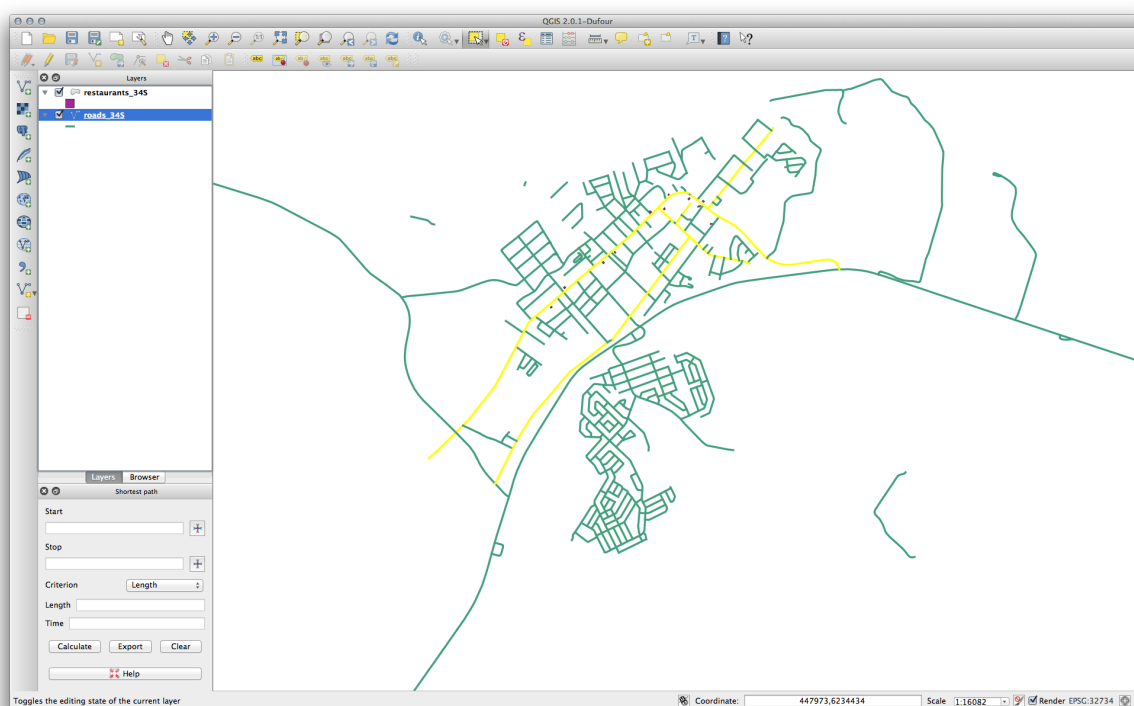 QGIS 2.0.1-Dufour
Layers
restaurants_34S
roads_34S
Layers Browser
Shortest path
Start
Stop
Criterion Length
Length
Time
Calculate Export Clear
Help
Toggles the editing state of the current layer Coordinate: 447973,6234434 Scale 1:16082 Render EPSG:32734